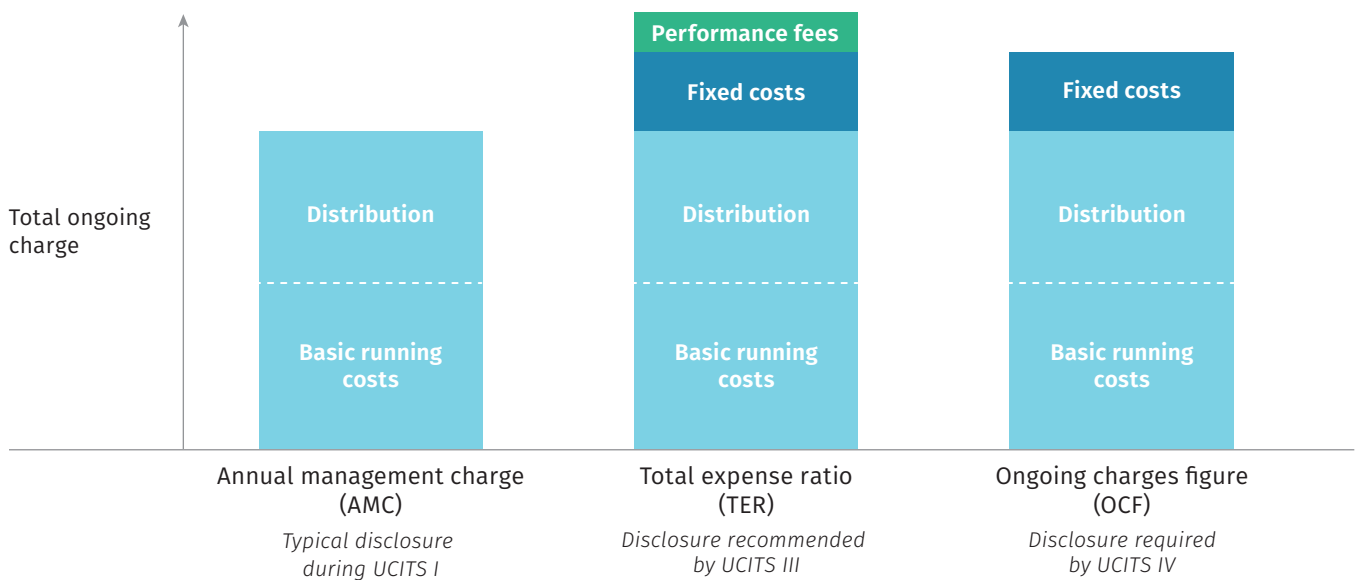 Total ongoing
charge
Distribution
Basic running
costs
Annual management charge
(AMC)
Typical disclosure
during UCITS I
Performance fees
Fixed costs
Distribution
Basic running
costs
Total expense ratio
(TER)
Disclosure recommended
by UCITS III
Fixed costs
Distribution
Basic running
costs
Ongoing charges figure
(OCF)
Disclosure required
by UCITS IV